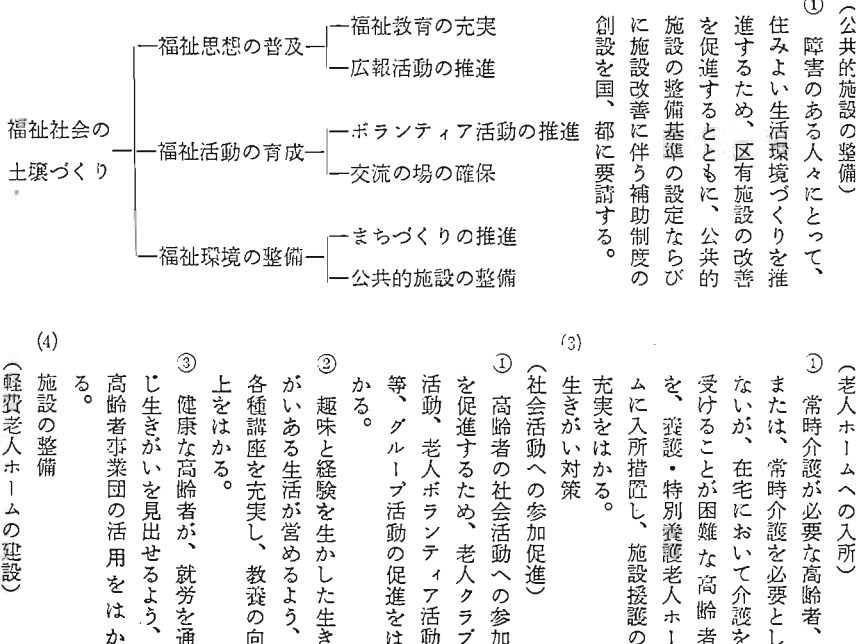 (公共的施設の整備)
① 障害のある人々にとって、
住みよい生活環境づくりを推
進するため、区有施設の改善
を促進するとともに、公共的
施設の整備基準の設定ならび
に施設改善に伴う補助制度の
創設を国、都に要請する。
福祉社会の
土壌づくり
福祉思想の普及
福祉教育の充実
広報活動の推進
福祉活動の育成
ボランティア活動の推進
交流の場の確保
福祉環境の整備
まちづくりの推進
公共的施設の整備
(老人ホームへの入所)
① 常時介護が必要な高齢者、
または、常時介護を必要とし
ないが、在宅において介護を
受けることが困難な高齢者
を、養護・特別養護老人ホー
ムに入所措置し、施設援護の
充実をはかる。
(3) 生きがい対策
(社会活動への参加促進)
① 高齢者の社会活動への参加
を促進するため、老人クラブ
活動、老人ボランティア活動
等、グループ活動の促進をは
かる。
② 趣味と経験を生かした生き
がいある生活が営めるよう、
各種講座を充実し、教養の向
上をはかる。
③ 健康な高齢者が、就労を通
じ生きがいを見出せるよう、
高齢者事業団の活用をはか
る。
(4) 施設の整備
(軽費老人ホームの建設)